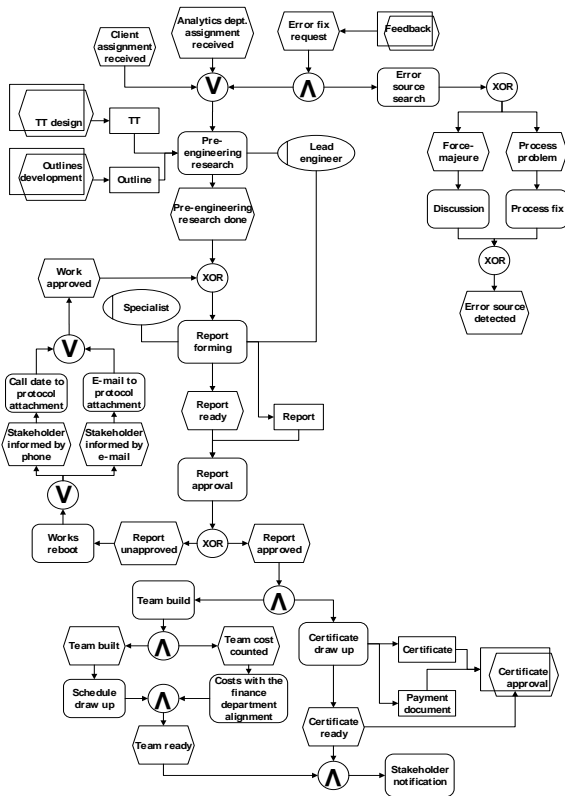 Analytics dept.
assignment
received
Error fix
request
Feedback
Client
assignment
received
V
Λ
Error source
search
XOR
TT design
TT
Pre-
engineering
research
Lead
engineer
Force-
majeure
Process
problem
Outlines
development
Outline
Pre-engineering
research done
Discussion
Process fix
Work
approved
XOR
XOR
Specialist
Error source
detected
Report
forming
V
Call date to
protocol
attachment
E-mail to
protocol
attachment
Report
ready
Report
Stakeholder
informed by
phone
Stakeholder
informed by
e-mail
Report
approval
V
Works
reboot
Report
unapproved
XOR
Report
approved
Team build
Λ
Team built
Λ
Team cost
counted
Certificate
draw up
Certificate
Certificate
approval
Schedule
draw up
Λ
Costs with the
finance
department
alignment
Payment
document
Team ready
Certificate
ready
Λ
Stakeholder
notification